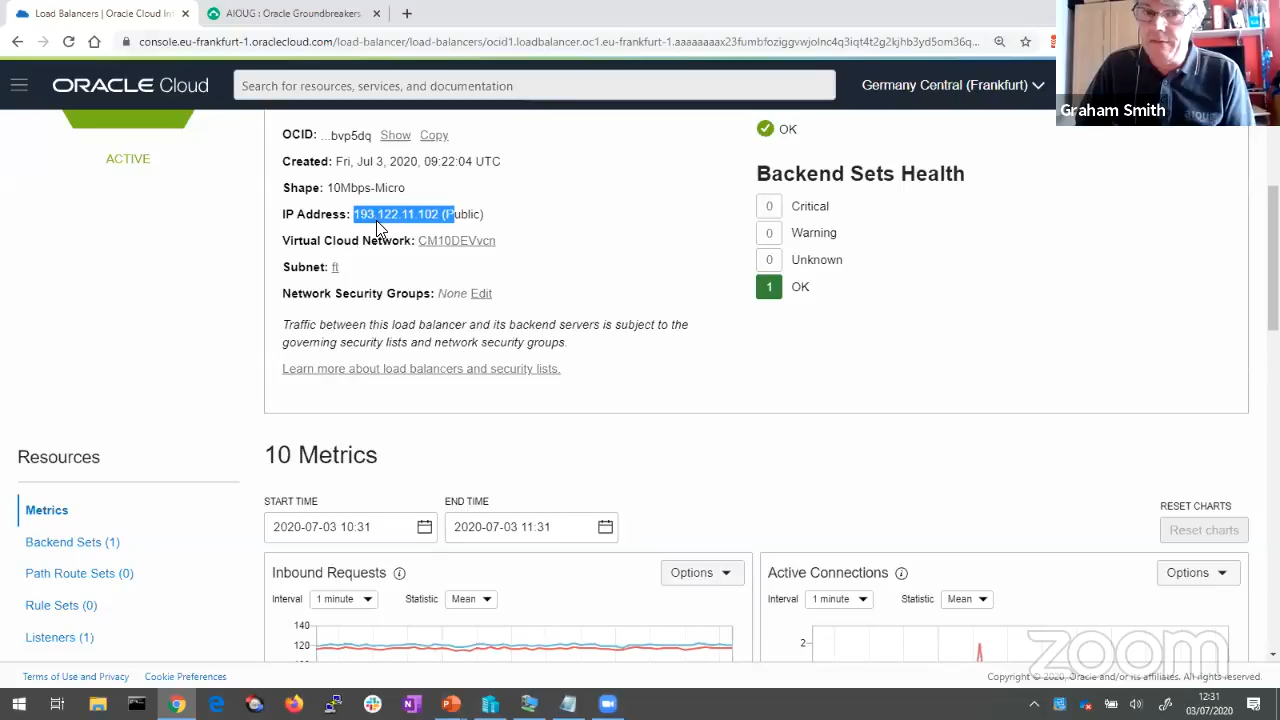 Load Balancers | Oracle Cloud In
AIOUG : Oracle Groundbreakers
console.eu-frankfurt-1.oraclecloud.com/load-balancer/load-balancers/ocid1.loadbalancer.oc1.eu-frankfurt-1.aaaaaaaax23fumbfoziggvwjolnc4q3iqt4t2g2kjhb3yd5om36q...
ORACLE Cloud
Search for resources, services, and documentation
Germany Central (Frankfurt)
Graham Smith
OCID: ...bvp5dq Show Copy
OK
ACTIVE
Created: Fri, Jul 3, 2020, 09:22:04 UTC
Backend Sets Health
Shape: 10Mbps-Micro
0 Critical
IP Address: 193.122.11.102 (Public)
0 Warning
Virtual Cloud Network: CM10DEVvcn
0 Unknown
Subnet: ft
1 OK
Network Security Groups: None Edit
Traffic between this load balancer and its backend servers is subject to the
governing security lists and network security groups.
Learn more about load balancers and security lists.
Resources
10 Metrics
START TIME
END TIME
RESET CHARTS
Metrics
2020-07-03 10:31
2020-07-03 11:31
Reset charts
Backend Sets (1)
Path Route Sets (0)
Inbound Requests
Options
Active Connections
Options
Rule Sets (0)
Interval 1 minute Statistic Mean
Interval 1 minute Statistic Mean
Listeners (1)
140
2
zoom
Terms of Use and Privacy
Cookie Preferences
Copyright © 2020, Oracle and/or its affiliates. All rights reserved.
12:31
03/07/2020